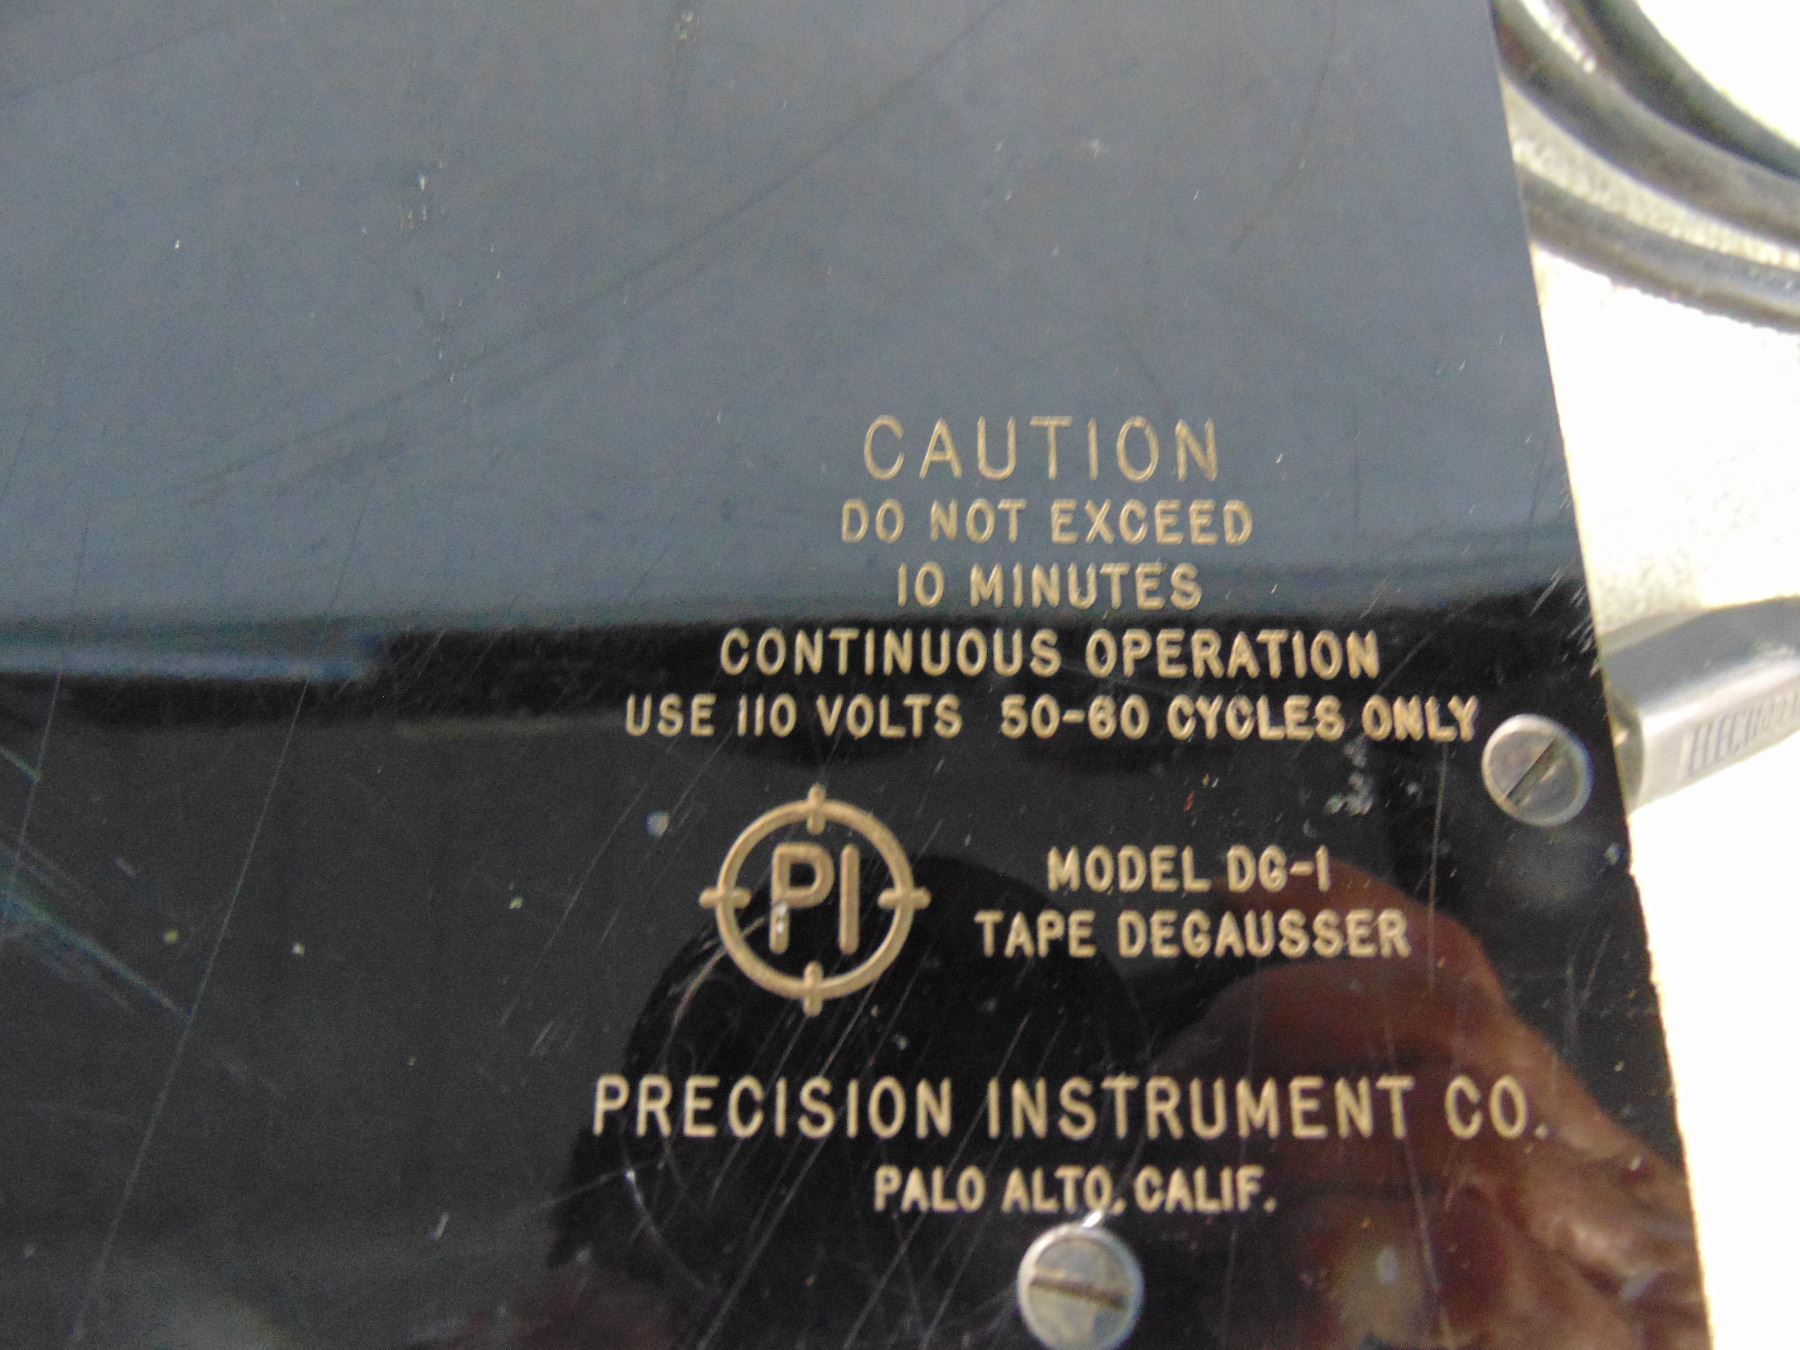 CAUTION
DO NOT EXCEED
10 MINUTES
CONTINUOUS OPERATION
USE 110 VOLTS 50-60 CYCLES ONLY
PI
MODEL DG-1
TAPE DEGAUSSER
PRECISION INSTRUMENT CO.
PALO ALTO, CALIF.